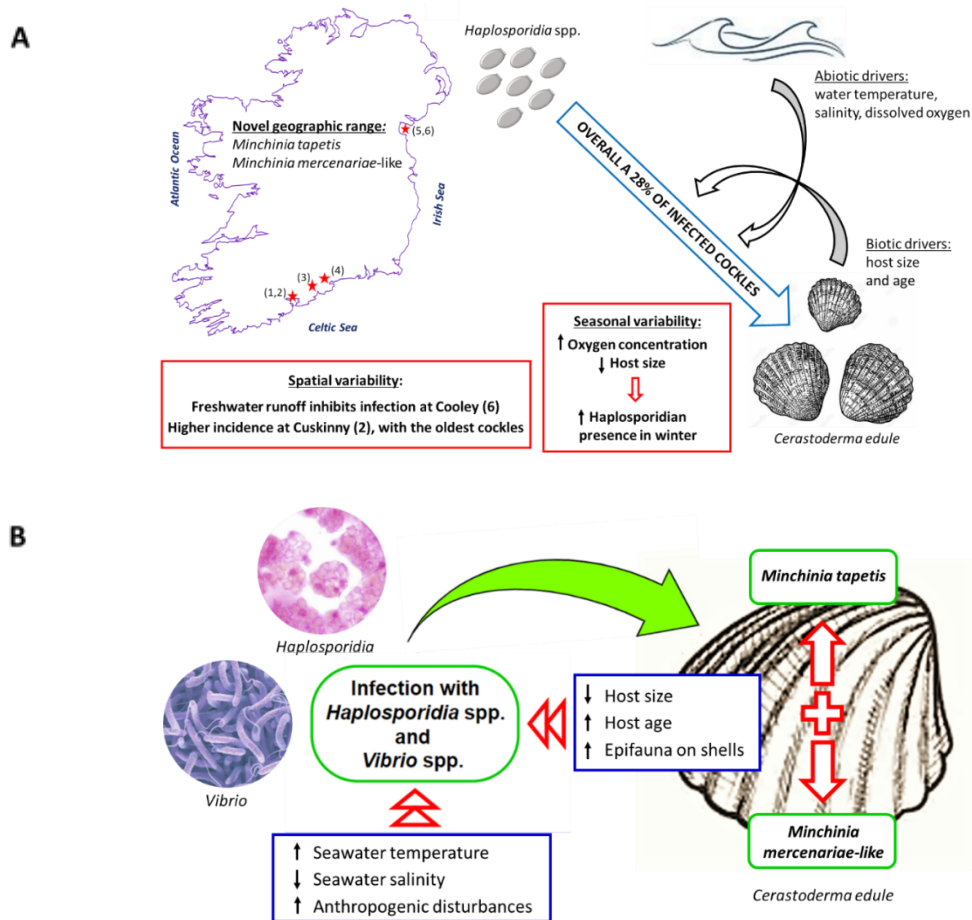 A
Haplosporidia spp.
Abiotic drivers:
water temperature,
salinity, dissolved oxygen
Novel geographic range:
Minchinia tapetis
Minchinia mercenariae-like
(5,6)
Atlantic Ocean
Irish Sea
OVERALL A 28% OF INFECTED COCKLES
Biotic drivers:
host size
and age
(3)
(4)
(1,2)
Celtic Sea
Seasonal variability:
↑ Oxygen concentration
↓ Host size
↑ Haplosporidian
presence in winter
Spatial variability:
Freshwater runoff inhibits infection at Cooley (6)
Higher incidence at Cuskinny (2), with the oldest cockles
Cerastoderma edule
B
Haplosporidia
Vibrio
Infection with
Haplosporidia spp.
and
Vibrio spp.
↓ Host size
↑ Host age
↑ Epifauna on shells
↑ Seawater temperature
↓ Seawater salinity
↑ Anthropogenic disturbances
Minchinia tapetis
Minchinia
mercenariae-like
Cerastoderma edule